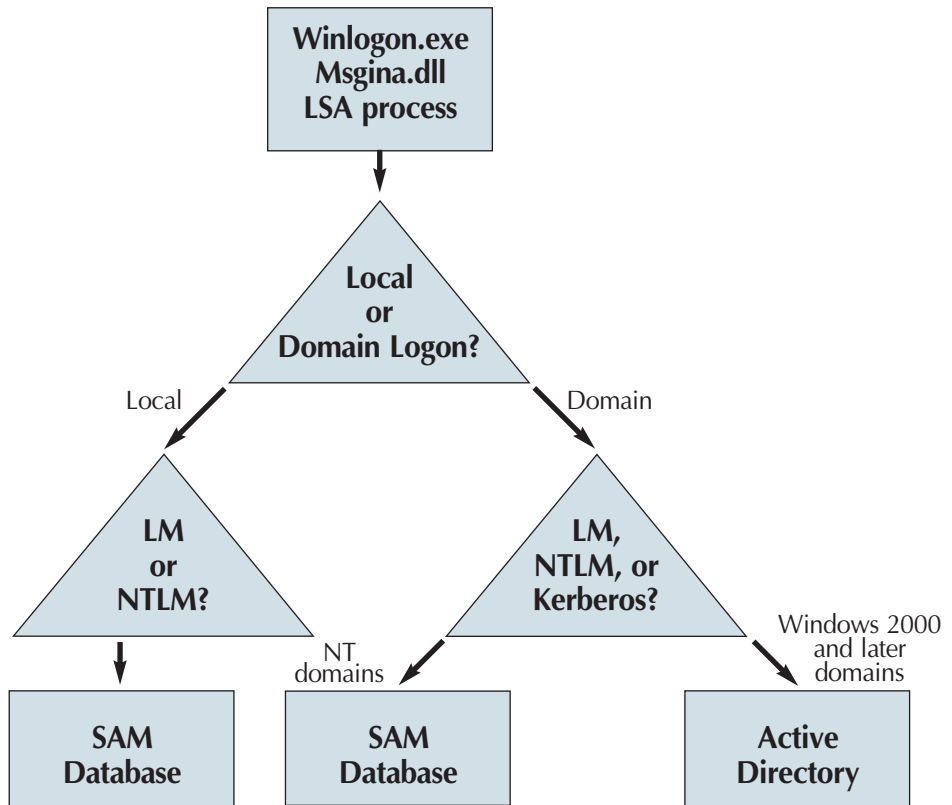 Winlogon.exe
Msgina.dll
LSA process
Local
or
Domain Logon?
Local
Domain
LM
or
NTLM?
LM,
NTLM, or
Kerberos?
NT
domains
Windows 2000
and later
domains
SAM
Database
SAM
Database
Active
Directory